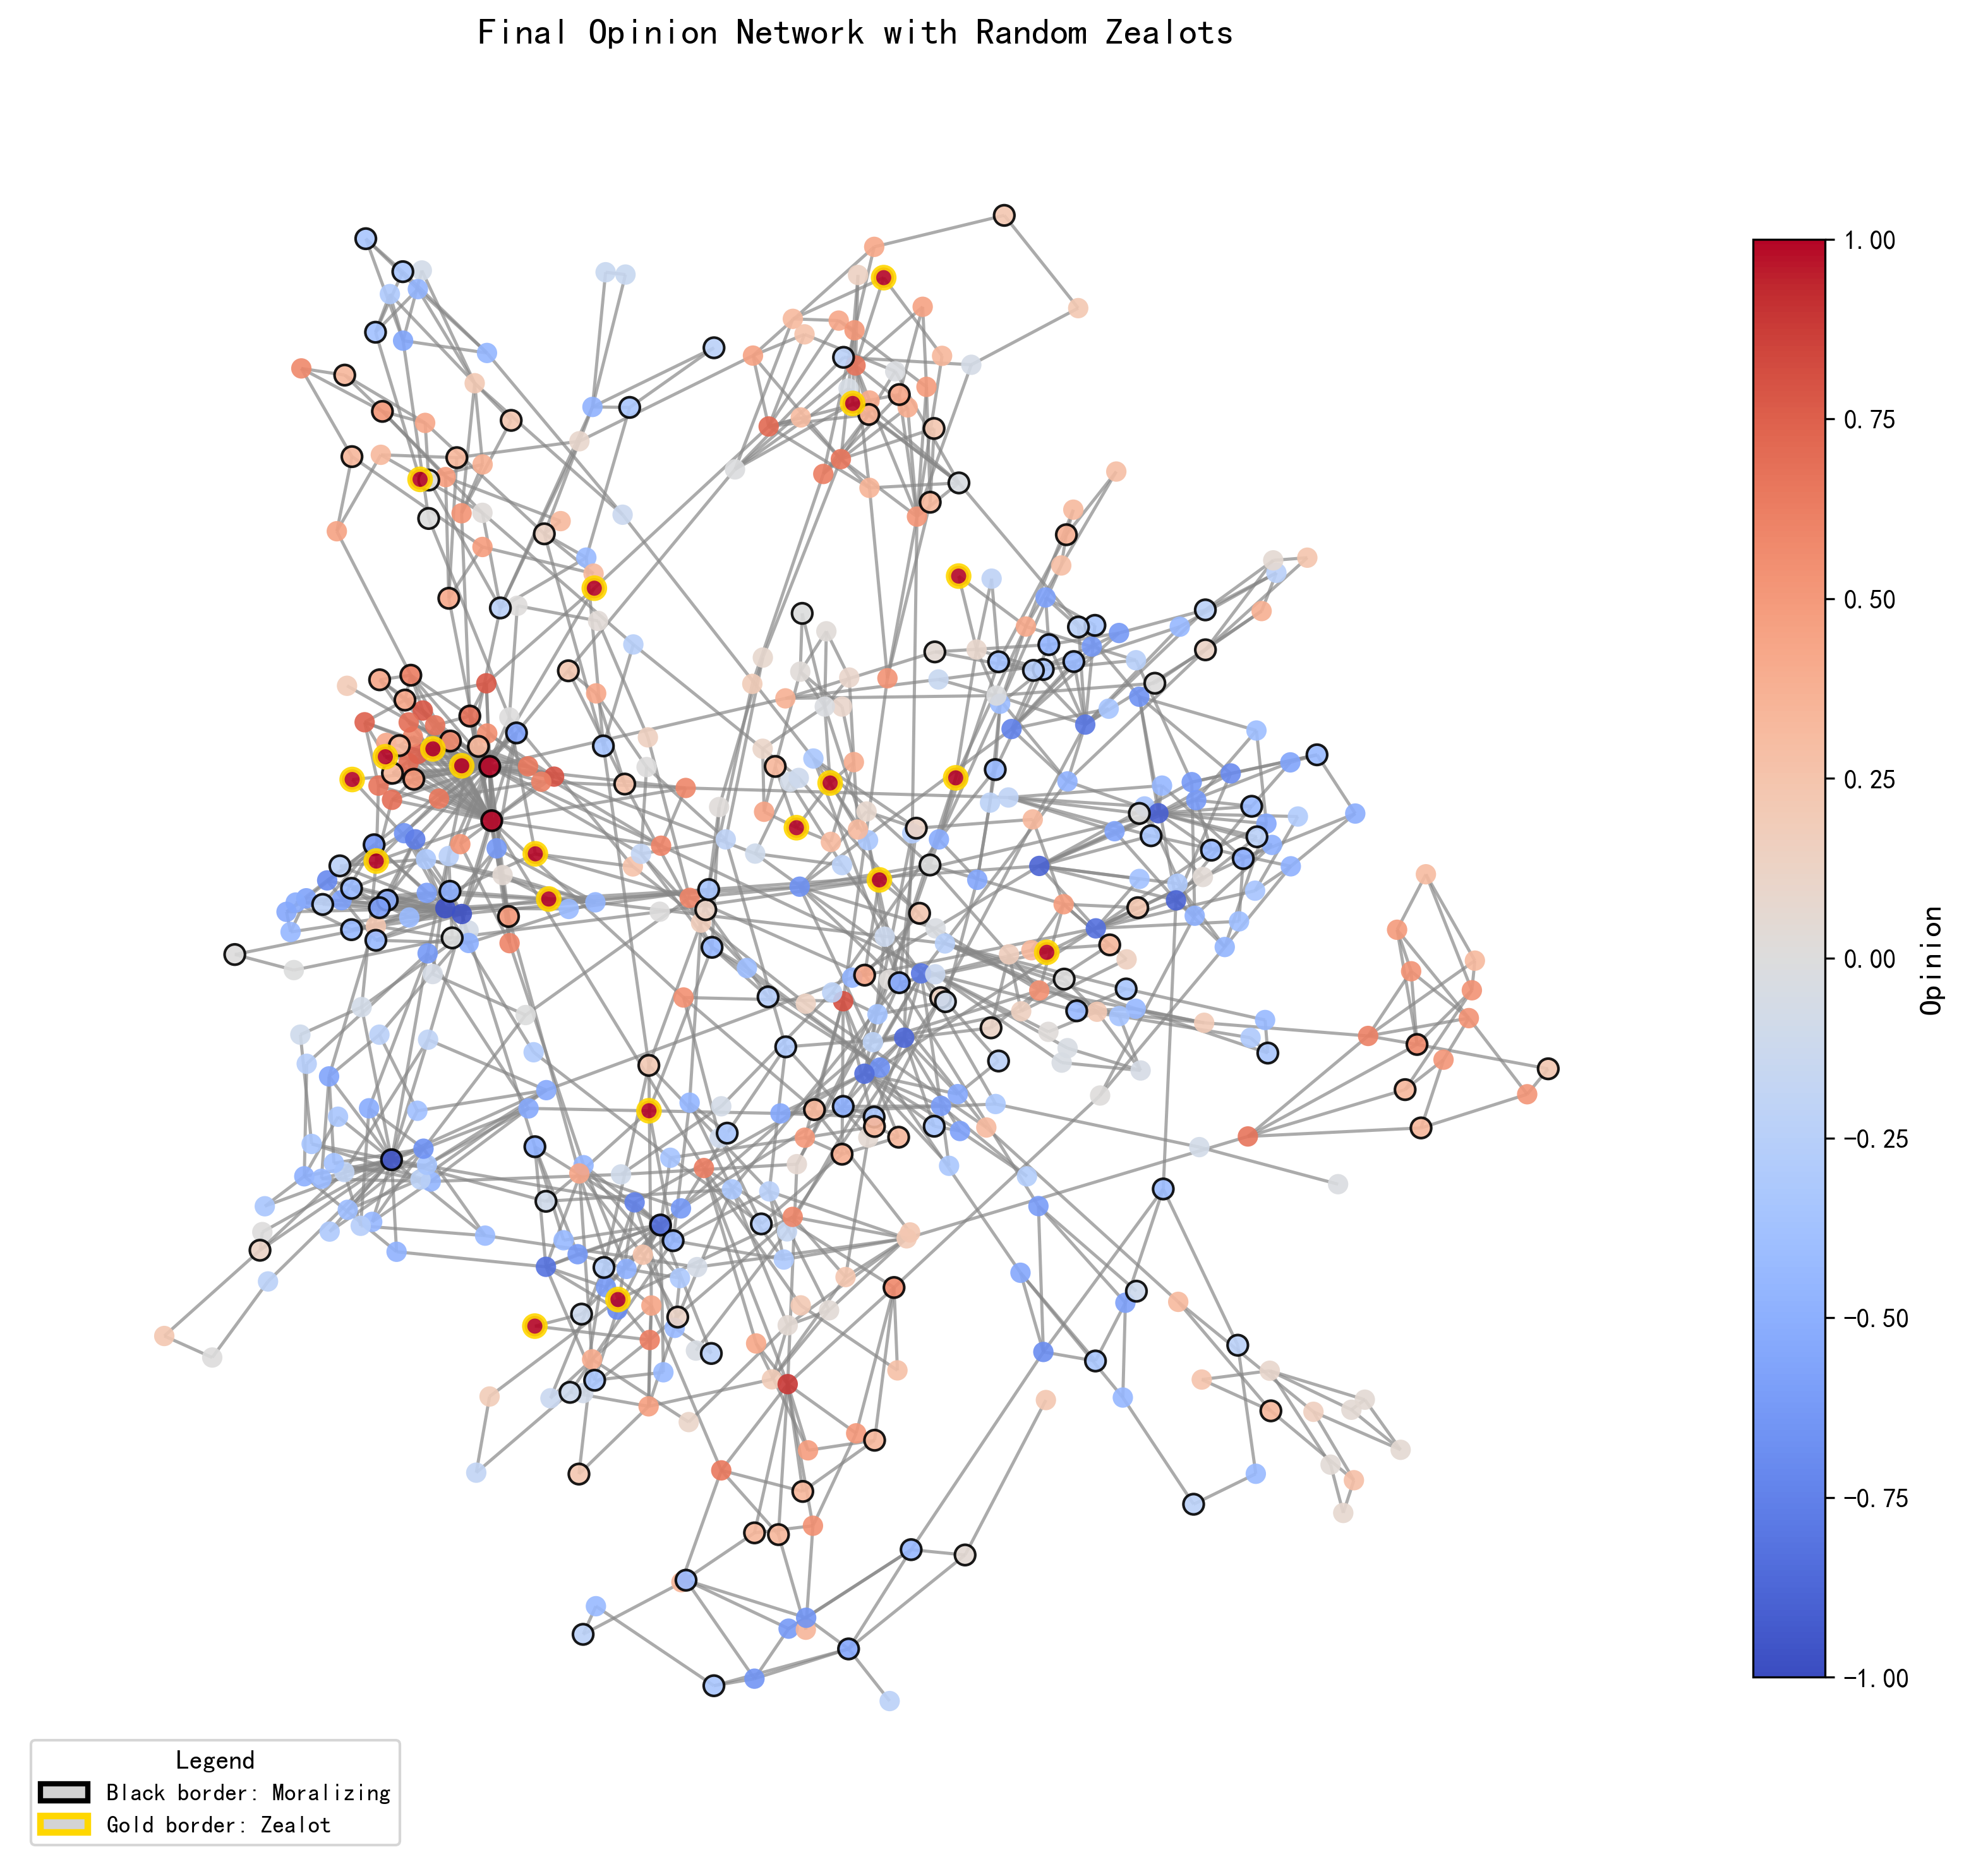 Final Opinion Network with Random Zealots
1.00
0.75
0.50
0.25
0.00
−0.25
−0.50
−0.75
−1.00
Opinion
Legend
Black border: Moralizing
Gold border: Zealot